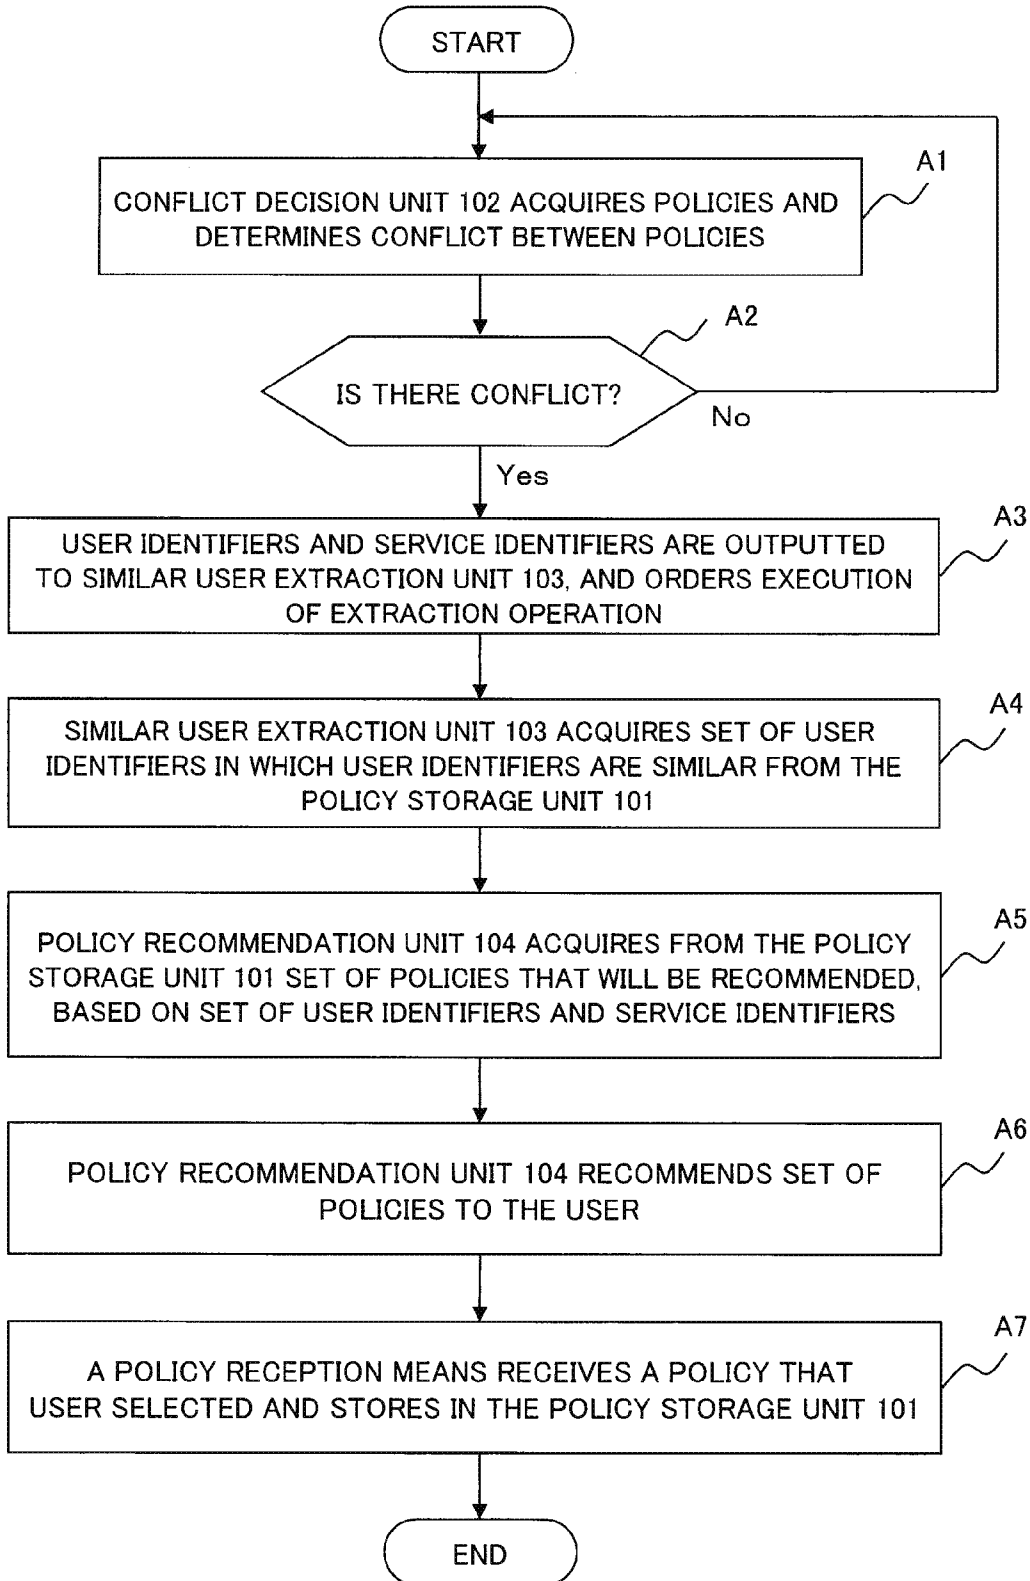 START
A1
CONFLICT DECISION UNIT 102 ACQUIRES POLICIES AND
DETERMINES CONFLICT BETWEEN POLICIES
A2
IS THERE CONFLICT?
No
Yes
A3
USER IDENTIFIERS AND SERVICE IDENTIFIERS ARE OUTPUTTED
TO SIMILAR USER EXTRACTION UNIT 103, AND ORDERS EXECUTION
OF EXTRACTION OPERATION
A4
SIMILAR USER EXTRACTION UNIT 103 ACQUIRES SET OF USER
IDENTIFIERS IN WHICH USER IDENTIFIERS ARE SIMILAR FROM THE
POLICY STORAGE UNIT 101
A5
POLICY RECOMMENDATION UNIT 104 ACQUIRES FROM THE POLICY
STORAGE UNIT 101 SET OF POLICIES THAT WILL BE RECOMMENDED,
BASED ON SET OF USER IDENTIFIERS AND SERVICE IDENTIFIERS
A6
POLICY RECOMMENDATION UNIT 104 RECOMMENDS SET OF
POLICIES TO THE USER
A7
A POLICY RECEPTION MEANS RECEIVES A POLICY THAT
USER SELECTED AND STORES IN THE POLICY STORAGE UNIT 101
END